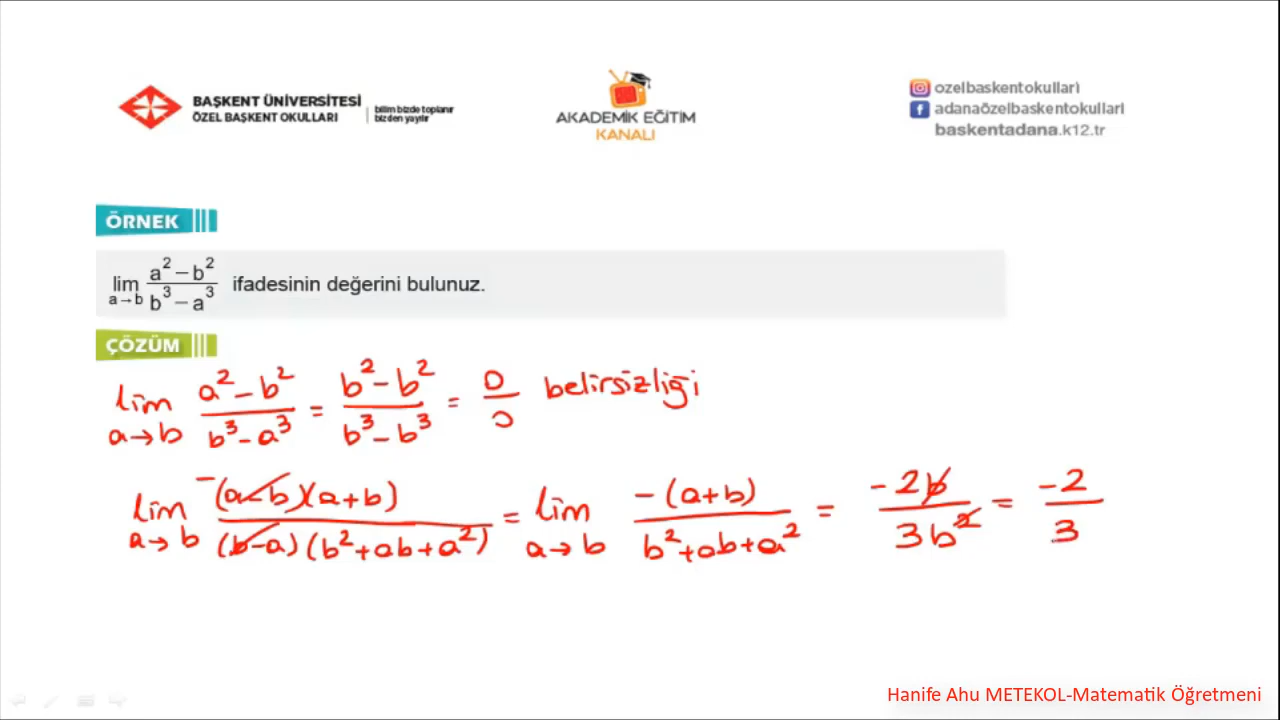 BAŞKENT ÜNİVERSİTESİ
ÖZEL BAŞKENT OKULLARI
bilim bizde toplanır
bizden yayılır
AKADEMİK EĞİTİM
KANALI
ozelbaskentokullari
adanaözelbaskentokullari
baskentadana.k12.tr
ÖRNEK
lim a→b (a² − b²)/(b³ − a³) ifadesinin değerini bulunuz.
ÇÖZÜM
lim a→b (a² − b²)/(b³ − a³) = (b² − b²)/(b³ − b³) = 0/0 belirsizliği
lim a→b −(a−b)(a+b)/(b−a)(b²+ab+a²) = lim a→b −(a+b)/(b²+ab+a²) = −2b/3b² = −2/3
Hanife Ahu METEKOL-Matematik Öğretmeni